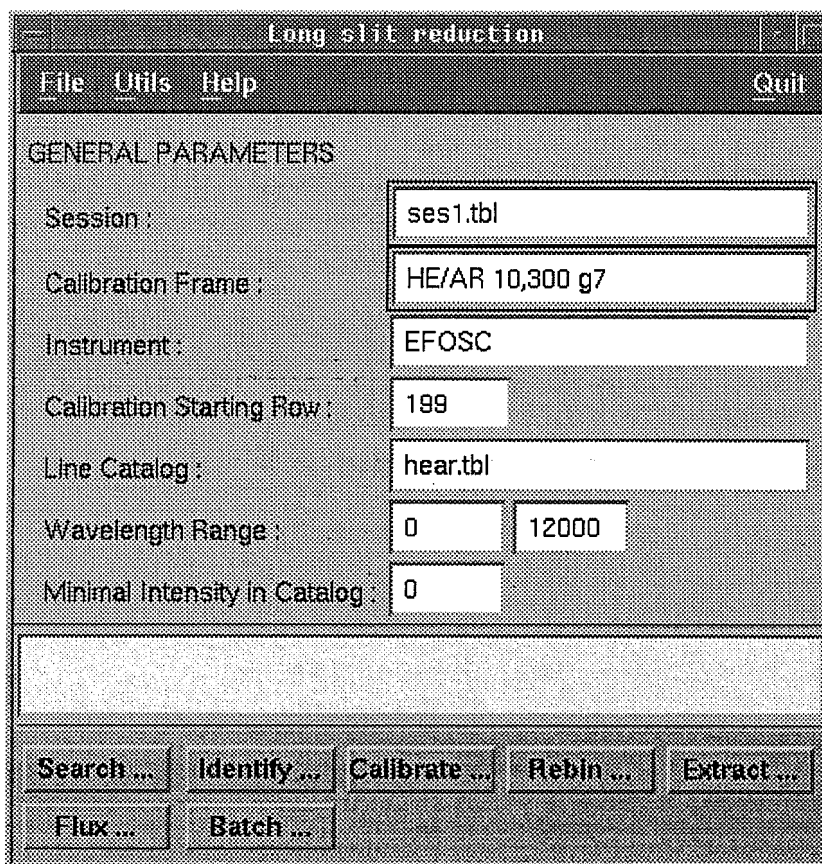 Long slit reduction
File Utils Help Quit
GENERAL PARAMETERS
Session : ses1.tbl
Calibration Frame : HE/AR 10,300 g7
Instrument : EFOSC
Calibration Starting Row : 199
Line Catalog : hear.tbl
Wavelength Range : 0 12000
Minimal Intensity in Catalog : 0
Search ... Identify ... Calibrate ... Rebin ... Extract ...
Flux ... Batch ...